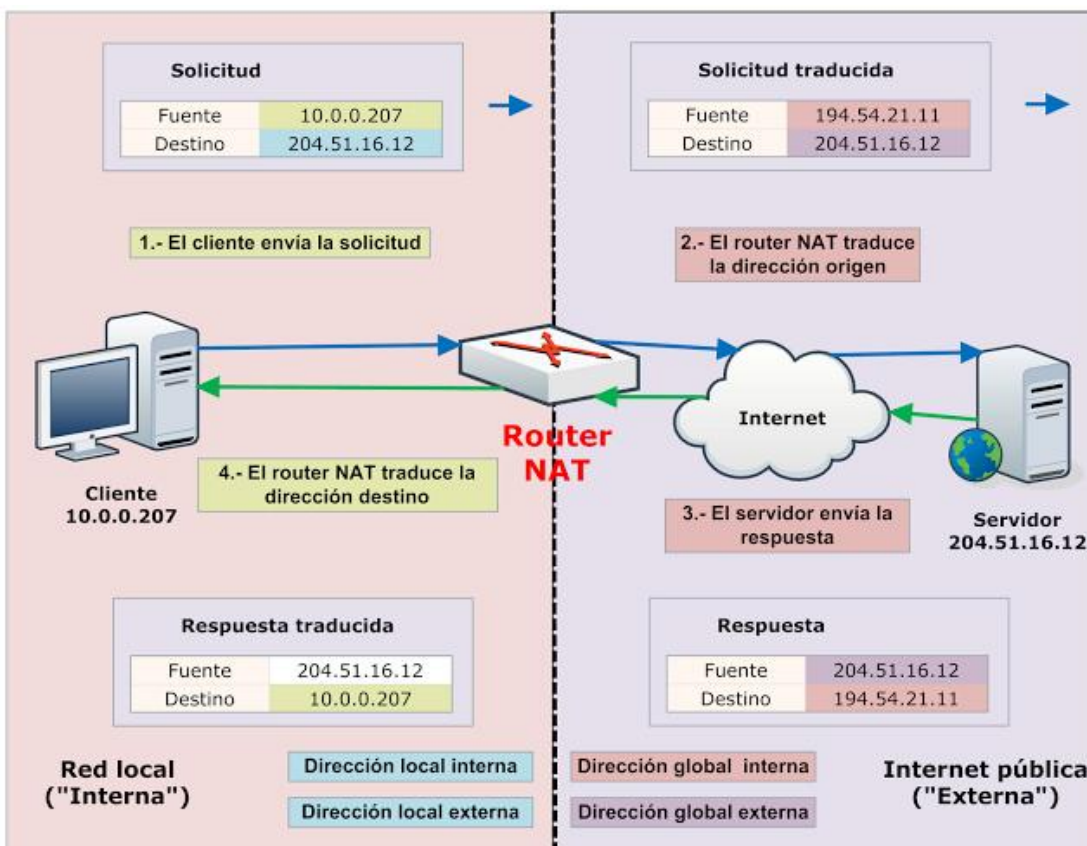 Solicitud
Fuente 10.0.0.207
Destino 204.51.16.12
Solicitud traducida
Fuente 194.54.21.11
Destino 204.51.16.12
1.- El cliente envía la solicitud
2.- El router NAT traduce
la dirección origen
Router
NAT
Internet
Cliente
10.0.0.207
4.- El router NAT traduce la
dirección destino
3.- El servidor envía la
respuesta
Servidor
204.51.16.12
Respuesta traducida
Fuente 204.51.16.12
Destino 10.0.0.207
Respuesta
Fuente 204.51.16.12
Destino 194.54.21.11
Red local
("Interna")
Dirección local interna
Dirección local externa
Dirección global interna
Dirección global externa
Internet pública
("Externa")